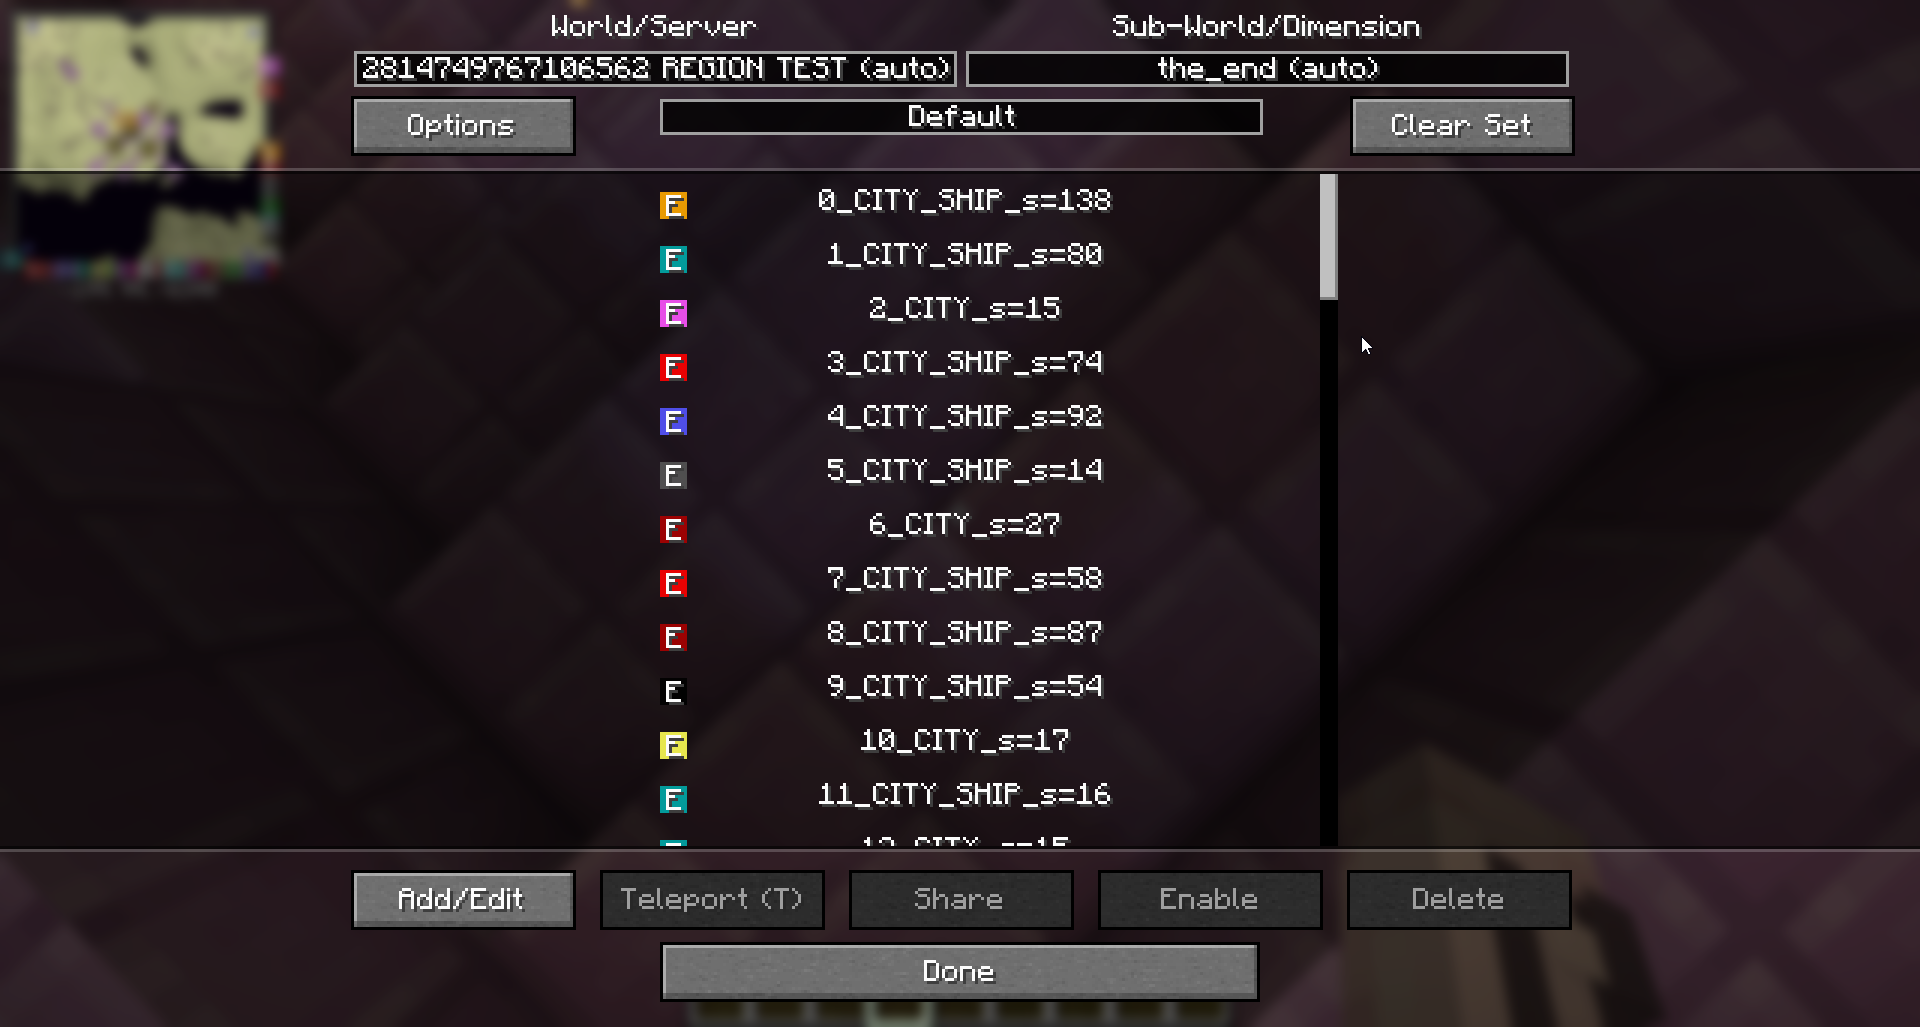 World/Server
Sub-World/Dimension
2814749767106562 REGION TEST (auto)
the_end (auto)
Options
Default
Clear Set
E 0_CITY_SHIP_s=138
E 1_CITY_SHIP_s=80
E 2_CITY_s=15
E 3_CITY_SHIP_s=74
E 4_CITY_SHIP_s=92
E 5_CITY_SHIP_s=14
E 6_CITY_s=27
E 7_CITY_SHIP_s=58
E 8_CITY_SHIP_s=87
E 9_CITY_SHIP_s=54
E 10_CITY_s=17
E 11_CITY_SHIP_s=16
Add/Edit
Teleport (T)
Share
Enable
Delete
Done